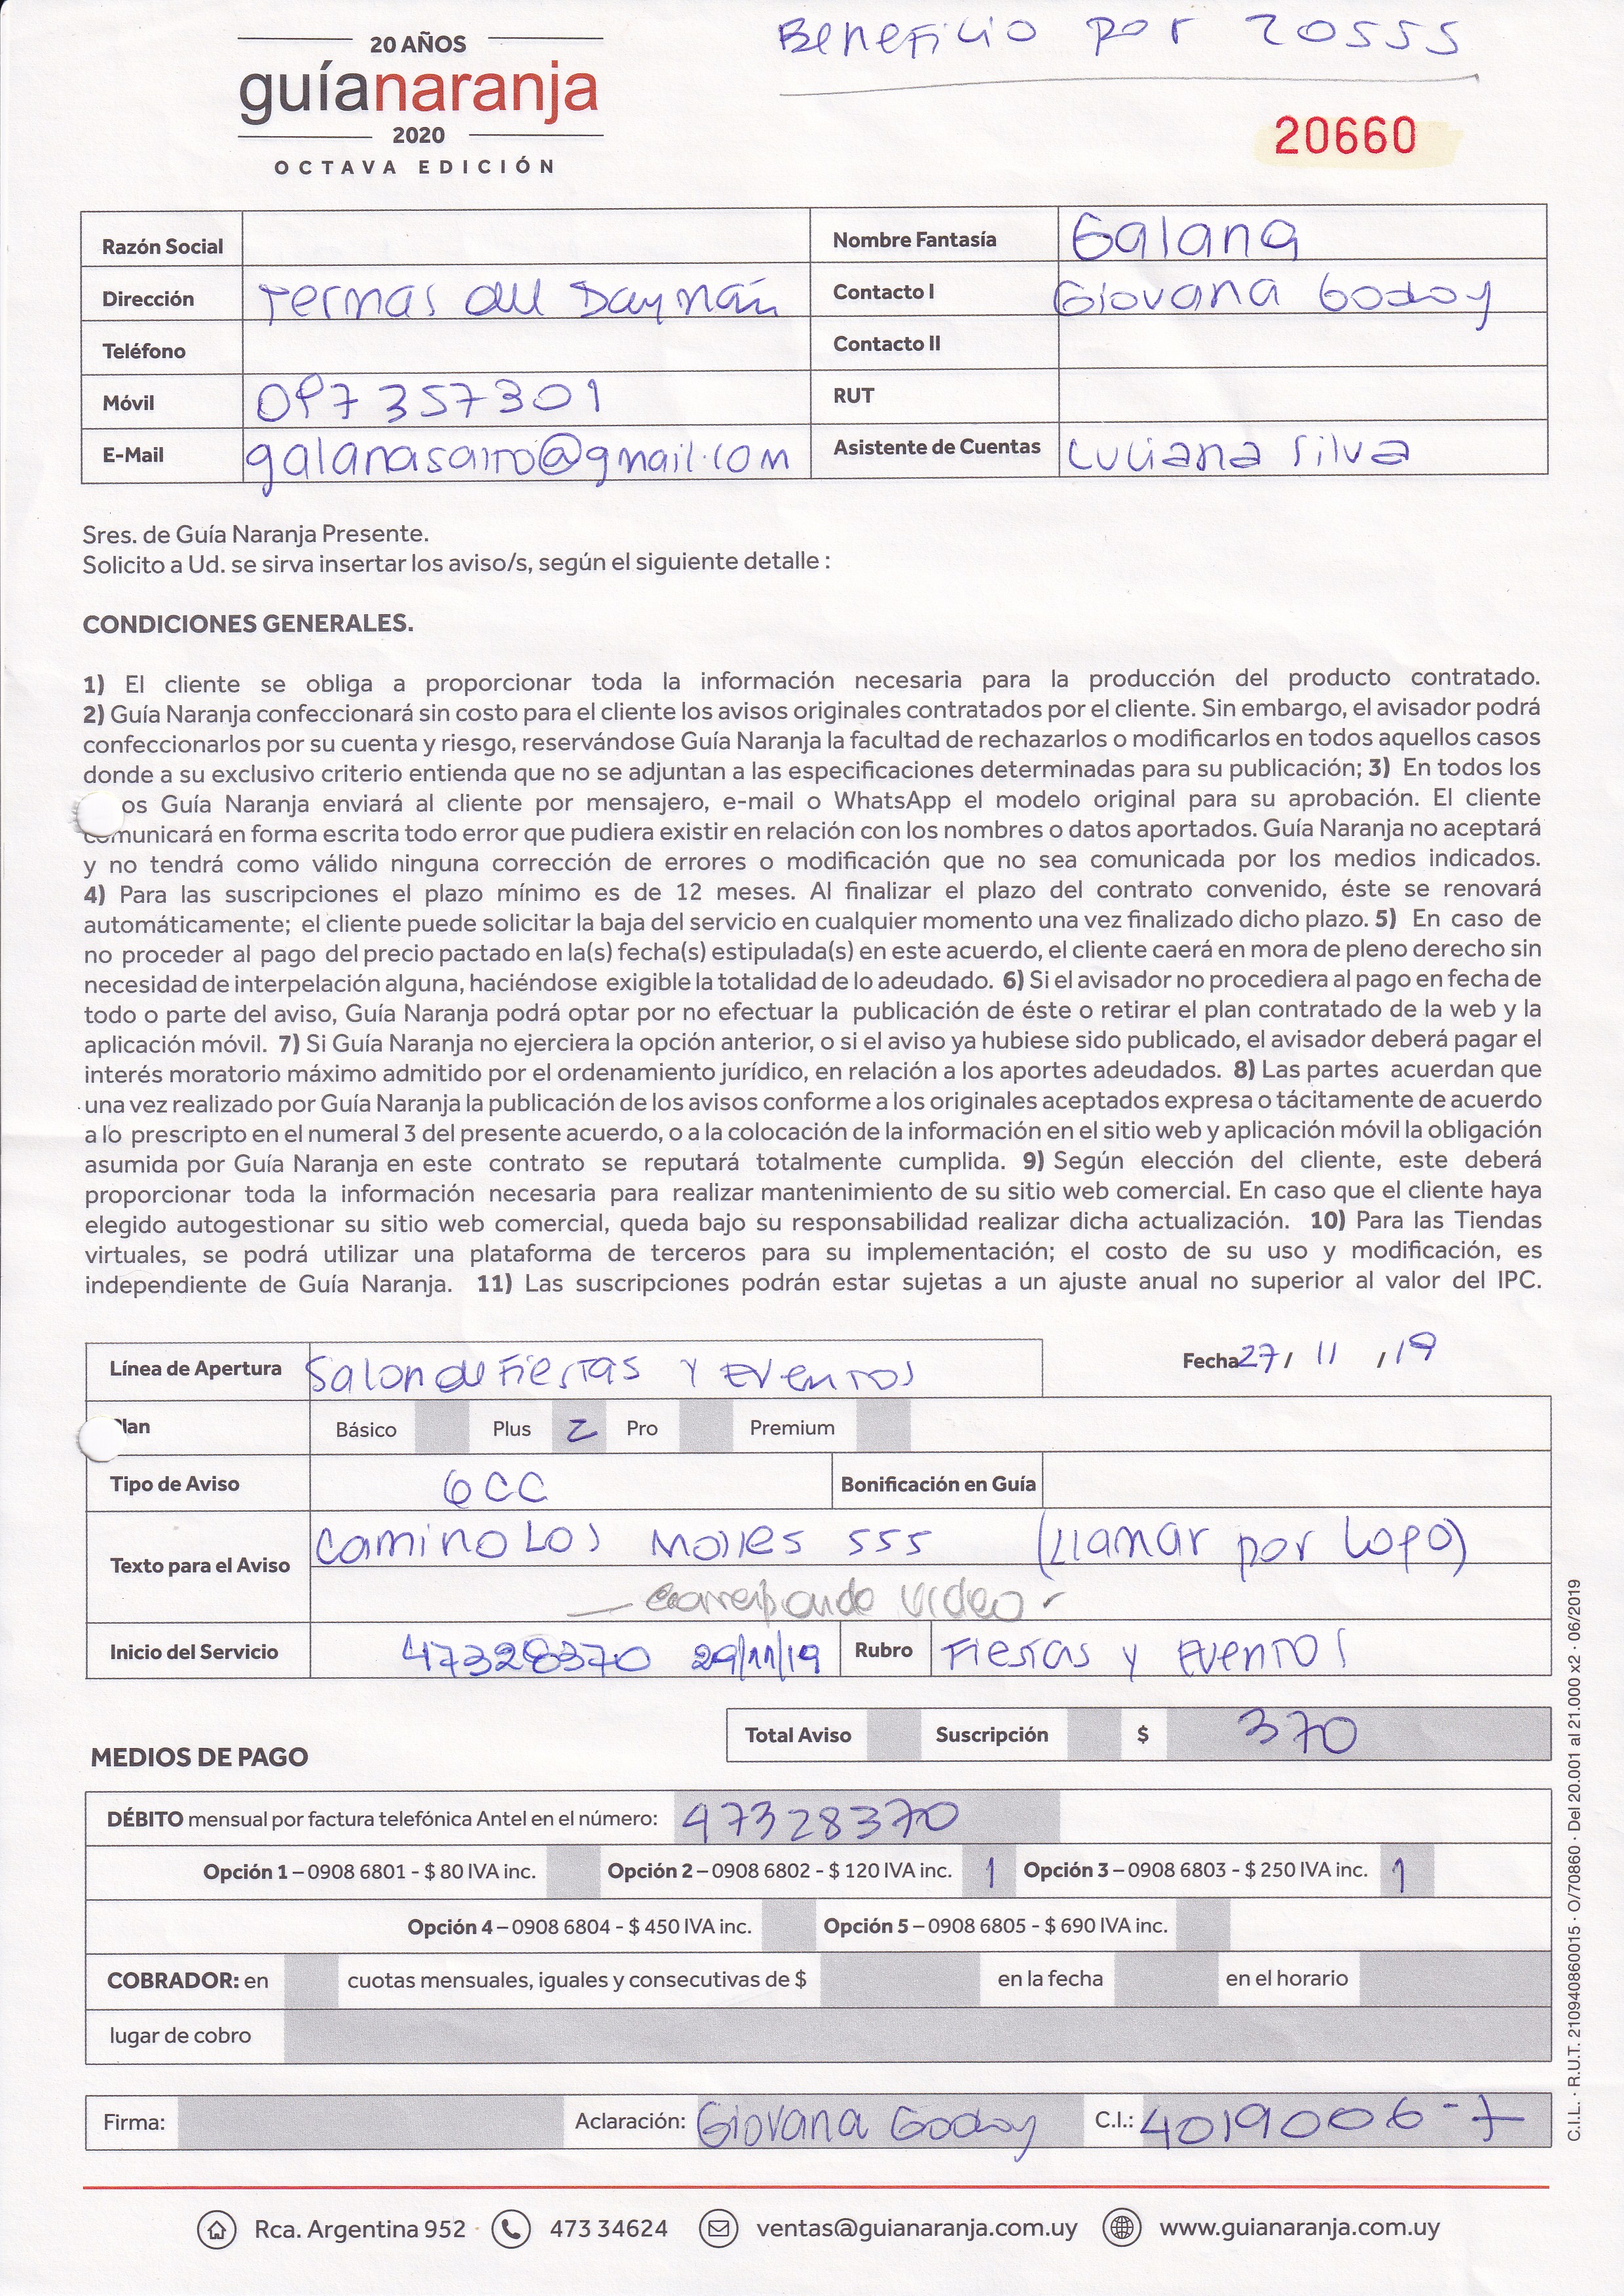 Beneficio por 20555
20 AÑOS
guíanaranja
2020
OCTAVA EDICIÓN
20660
Razón Social
Nombre Fantasía Galana
Dirección Termas del Daymán
Contacto I Giovana Godoy
Teléfono
Contacto II
Móvil 097 357301
RUT
E-Mail galanasalto@gmail.com
Asistente de Cuentas Luciana Silva
Sres. de Guía Naranja Presente.
Solicito a Ud. se sirva insertar los aviso/s, según el siguiente detalle :
CONDICIONES GENERALES.
1) El cliente se obliga a proporcionar toda la información necesaria para la producción del producto contratado.
2) Guía Naranja confeccionará sin costo para el cliente los avisos originales contratados por el cliente. Sin embargo, el avisador podrá
confeccionarlos por su cuenta y riesgo, reservándose Guía Naranja la facultad de rechazarlos o modificarlos en todos aquellos casos
donde a su exclusivo criterio entienda que no se adjuntan a las especificaciones determinadas para su publicación; 3) En todos los
os Guía Naranja enviará al cliente por mensajero, e-mail o WhatsApp el modelo original para su aprobación. El cliente
comunicará en forma escrita todo error que pudiera existir en relación con los nombres o datos aportados. Guía Naranja no aceptará
y no tendrá como válido ninguna corrección de errores o modificación que no sea comunicada por los medios indicados.
4) Para las suscripciones el plazo mínimo es de 12 meses. Al finalizar el plazo del contrato convenido, éste se renovará
automáticamente; el cliente puede solicitar la baja del servicio en cualquier momento una vez finalizado dicho plazo. 5) En caso de
no proceder al pago del precio pactado en la(s) fecha(s) estipulada(s) en este acuerdo, el cliente caerá en mora de pleno derecho sin
necesidad de interpelación alguna, haciéndose exigible la totalidad de lo adeudado. 6) Si el avisador no procediera al pago en fecha de
todo o parte del aviso, Guía Naranja podrá optar por no efectuar la publicación de éste o retirar el plan contratado de la web y la
aplicación móvil. 7) Si Guía Naranja no ejerciera la opción anterior, o si el aviso ya hubiese sido publicado, el avisador deberá pagar el
interés moratorio máximo admitido por el ordenamiento jurídico, en relación a los aportes adeudados. 8) Las partes acuerdan que
una vez realizado por Guía Naranja la publicación de los avisos conforme a los originales aceptados expresa o tácitamente de acuerdo
a lo prescripto en el numeral 3 del presente acuerdo, o a la colocación de la información en el sitio web y aplicación móvil la obligación
asumida por Guía Naranja en este contrato se reputará totalmente cumplida. 9) Según elección del cliente, este deberá
proporcionar toda la información necesaria para realizar mantenimiento de su sitio web comercial. En caso que el cliente haya
elegido autogestionar su sitio web comercial, queda bajo su responsabilidad realizar dicha actualización. 10) Para las Tiendas
virtuales, se podrá utilizar una plataforma de terceros para su implementación; el costo de su uso y modificación, es
independiente de Guía Naranja. 11) Las suscripciones podrán estar sujetas a un ajuste anual no superior al valor del IPC.
Línea de Apertura Salon de Fiestas y Eventos
Fecha 27/ 11 /19
Plan Básico Plus 2 Pro Premium
Tipo de Aviso 6CC Bonificación en Guía
Texto para el Aviso
Camino Los Molles 555 (Llamar por Logo)
corresponde video
Inicio del Servicio 47328370 29/11/19 Rubro Fiestas y Eventos
Total Aviso Suscripción $ 370
MEDIOS DE PAGO
DÉBITO mensual por factura telefónica Antel en el número: 47328370
Opción 1 – 0908 6801 - $ 80 IVA inc. Opción 2 – 0908 6802 - $ 120 IVA inc. 1 Opción 3 – 0908 6803 - $ 250 IVA inc. 1
Opción 4 – 0908 6804 - $ 450 IVA inc. Opción 5 – 0908 6805 - $ 690 IVA inc.
COBRADOR: en cuotas mensuales, iguales y consecutivas de $ en la fecha en el horario
lugar de cobro
Firma: Aclaración: Giovana Godoy C.I.: 4019006-7
Rca. Argentina 952 473 34624 ventas@guianaranja.com.uy www.guianaranja.com.uy
C.I.L. · R.U.T. 210940860015 · O/70860 · Del 20.001 al 21.000 x2 · 06/2019